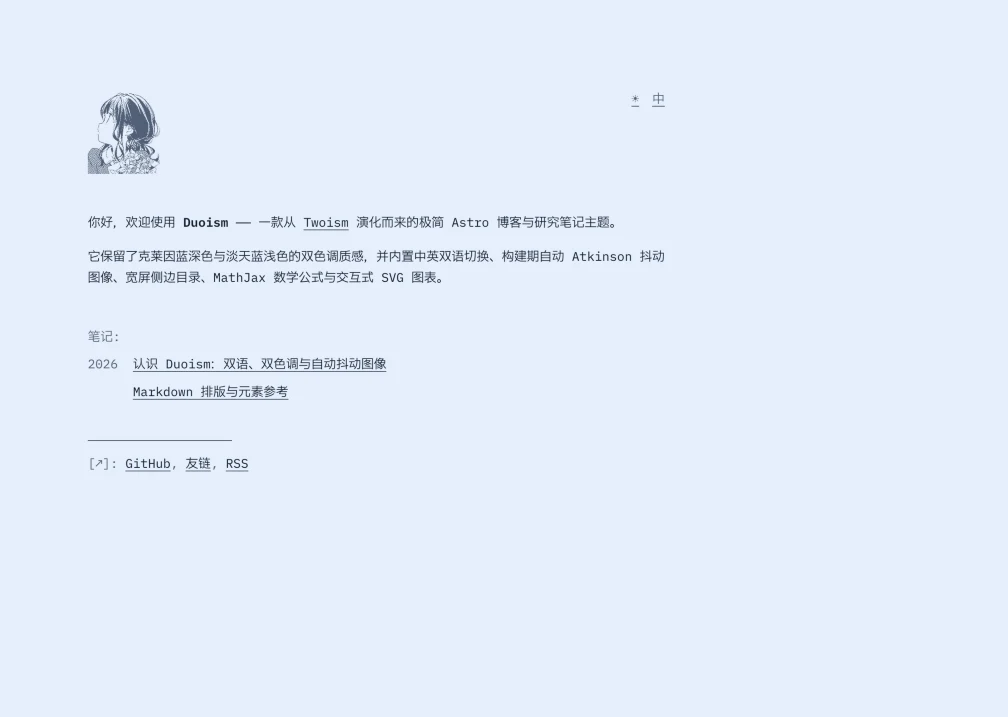 ☀ 中
你好，欢迎使用 Duoism —— 一款从 Twoism 演化而来的极简 Astro 博客与研究笔记主题。
它保留了克莱因蓝深色与淡天蓝浅色的双色调质感，并内置中英双语切换、构建期自动 Atkinson 抖动
图像、宽屏侧边目录、MathJax 数学公式与交互式 SVG 图表。
笔记：
2026 认识 Duoism：双语、双色调与自动抖动图像
Markdown 排版与元素参考
[↗]: GitHub, 友链, RSS